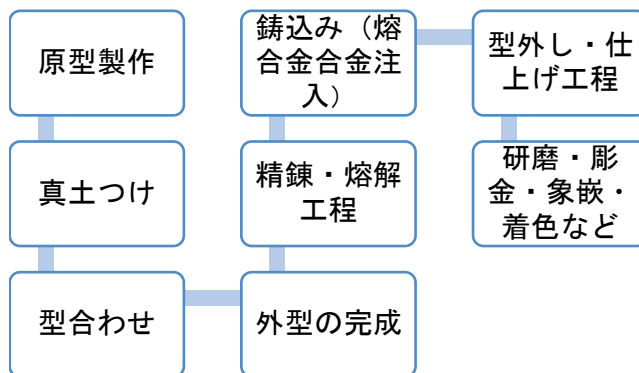 原型製作
真土つけ
型合わせ
外型の完成
精錬・熔解
工程
鋳込み（熔
合金合金注
入）
型外し・仕
上げ工程
研磨・彫
金・象嵌・
着色など